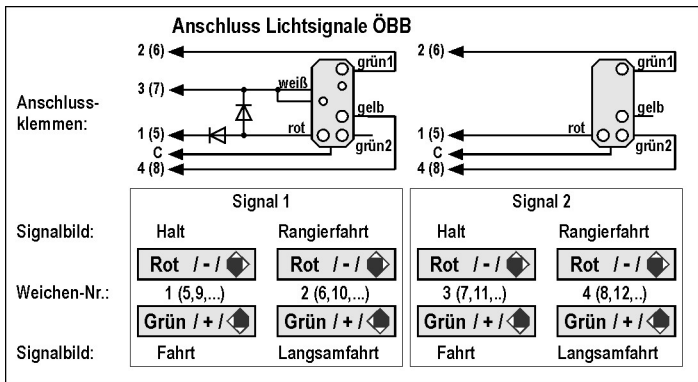 Anschluss Lichtsignale ÖBB
Anschluss-
klemmen:
2 (6)
grün1
3 (7)
weiß
gelb
1 (5)
rot
grün2
C
4 (8)
2 (6)
grün1
gelb
1 (5)
rot
grün2
C
4 (8)
Signal 1
Signal 2
Signalbild:
Halt
Rangierfahrt
Halt
Rangierfahrt
Rot / - /
Rot / - /
Rot / - /
Rot / - /
Weichen-Nr.:
1 (5,9,...)
2 (6,10,...)
3 (7,11,..)
4 (8,12,..)
Grün / + /
Grün / + /
Grün / + /
Grün / + /
Signalbild:
Fahrt
Langsamfahrt
Fahrt
Langsamfahrt